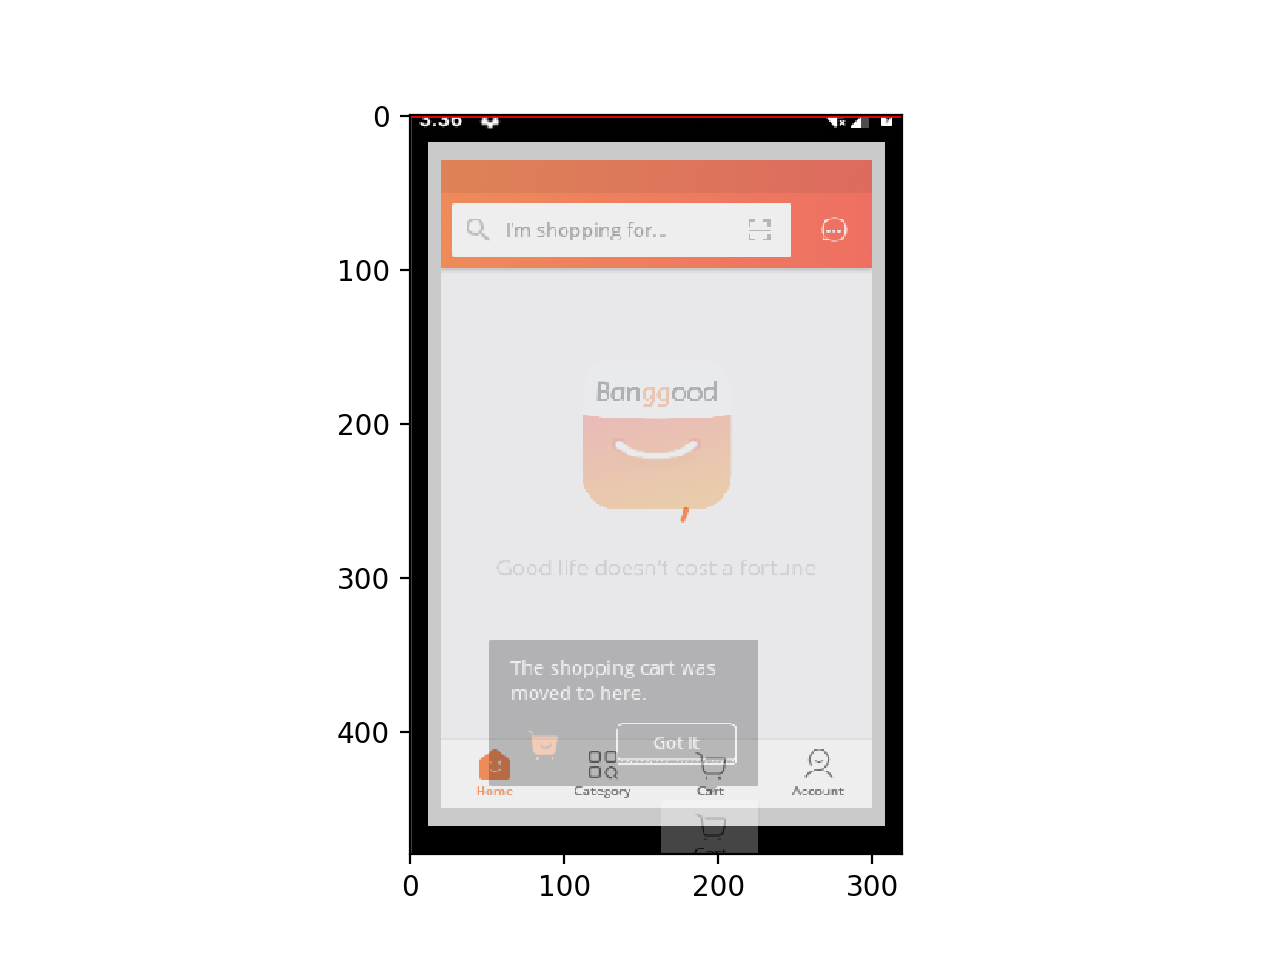 0
3:36
I'm shopping for...
100
Banggood
200
Good life doesn't cost a fortune
300
The shopping cart was
moved to here.
400
Got It
Home
Category
Cart
Account
Cart
0
100
200
300